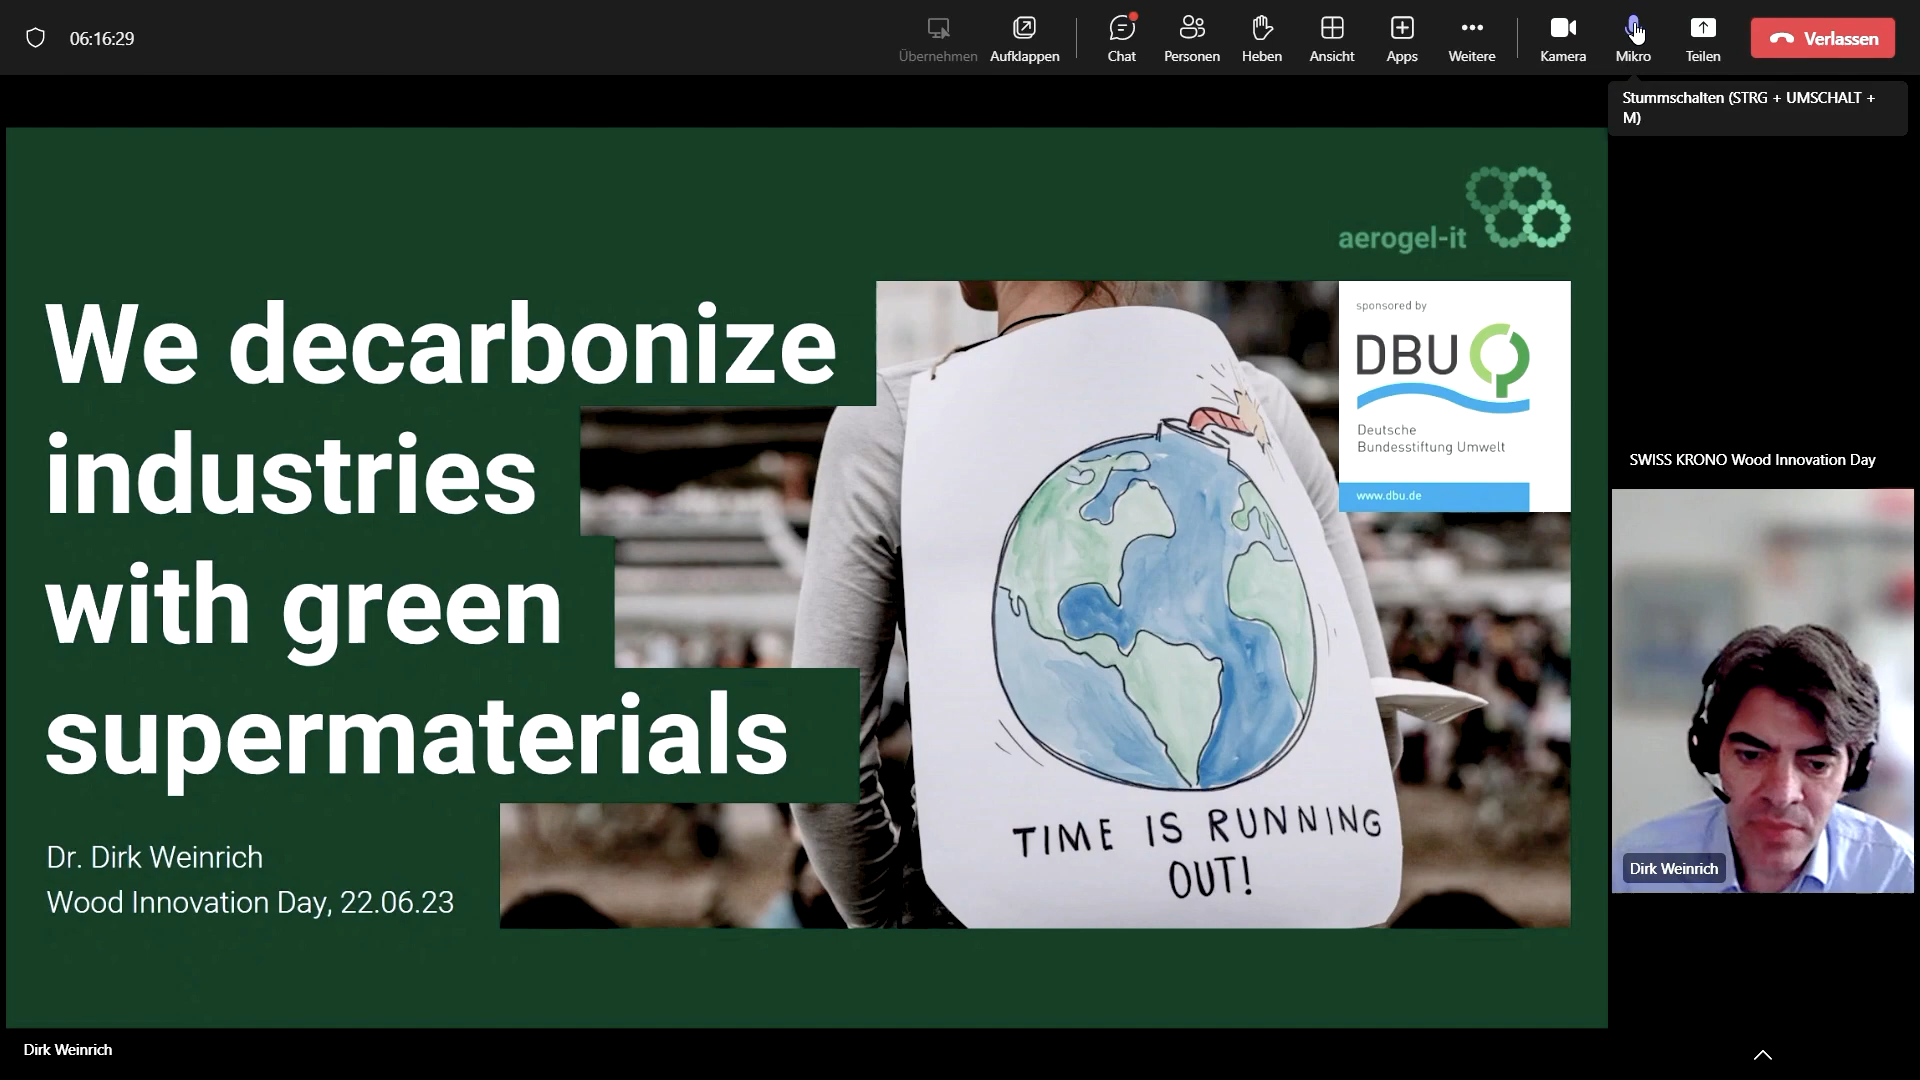 06:16:29
Übernehmen
Aufklappen
Chat
Personen
Heben
Ansicht
Apps
Weitere
Kamera
Mikro
Teilen
Verlassen
Stummschalten (STRG + UMSCHALT +
M)
aerogel-it
We decarbonize
industries
with green
supermaterials
Dr. Dirk Weinrich
Wood Innovation Day, 22.06.23
sponsored by
DBU
Deutsche
Bundesstiftung Umwelt
www.dbu.de
TIME IS RUNNING
OUT!
SWISS KRONO Wood Innovation Day
Dirk Weinrich
Dirk Weinrich